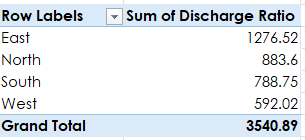 Row Labels Sum of Discharge Ratio
East 1276.52
North 883.6
South 788.75
West 592.02
Grand Total 3540.89